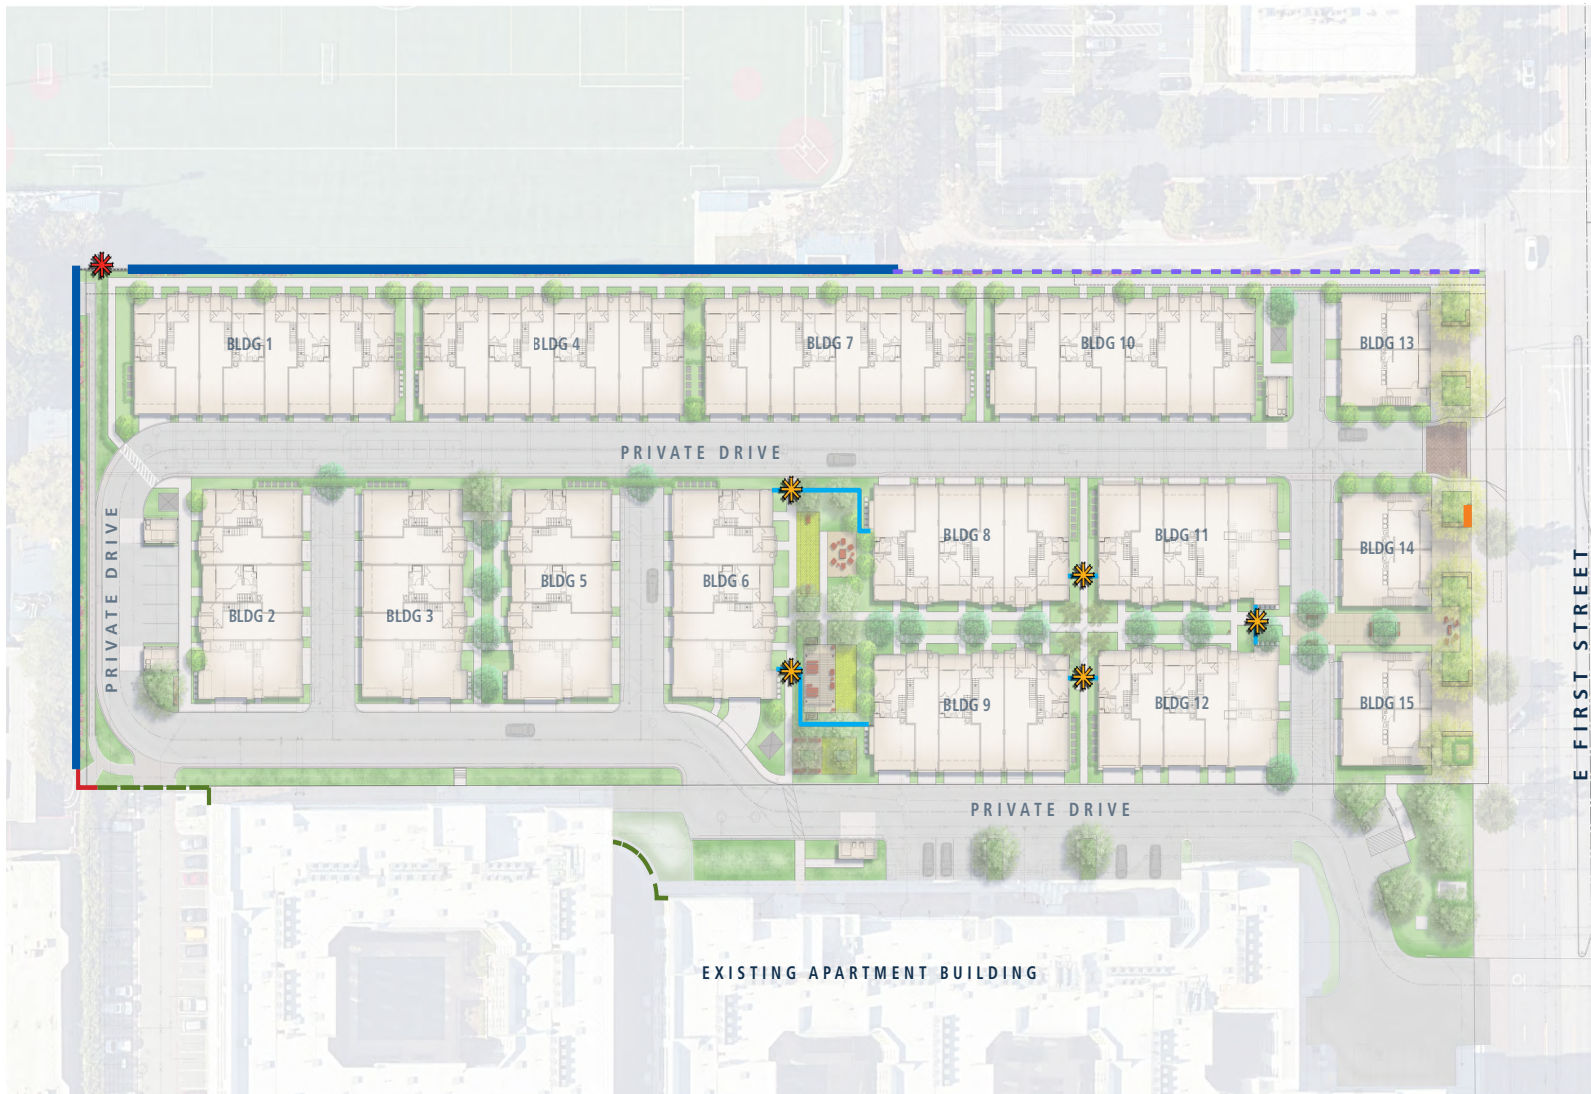 BLDG 1
BLDG 4
BLDG 7
BLDG 10
BLDG 13
PRIVATE DRIVE
PRIVATE DRIVE
BLDG 2
BLDG 3
BLDG 5
BLDG 6
BLDG 8
BLDG 11
BLDG 14
BLDG 9
BLDG 12
BLDG 15
E FIRST STREET
PRIVATE DRIVE
EXISTING APARTMENT BUILDING